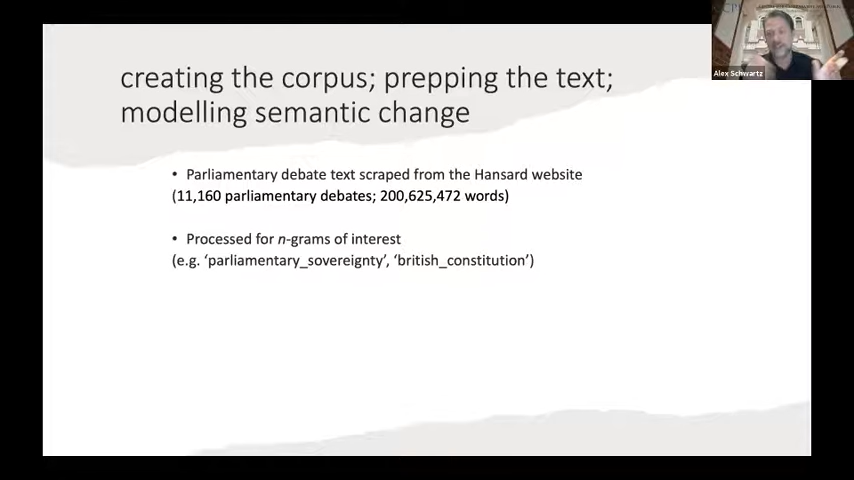 creating the corpus; prepping the text;
modelling semantic change
• Parliamentary debate text scraped from the Hansard website
(11,160 parliamentary debates; 200,625,472 words)
• Processed for n-grams of interest
(e.g. ‘parliamentary_sovereignty’, ‘british_constitution’)
Alex Schwartz